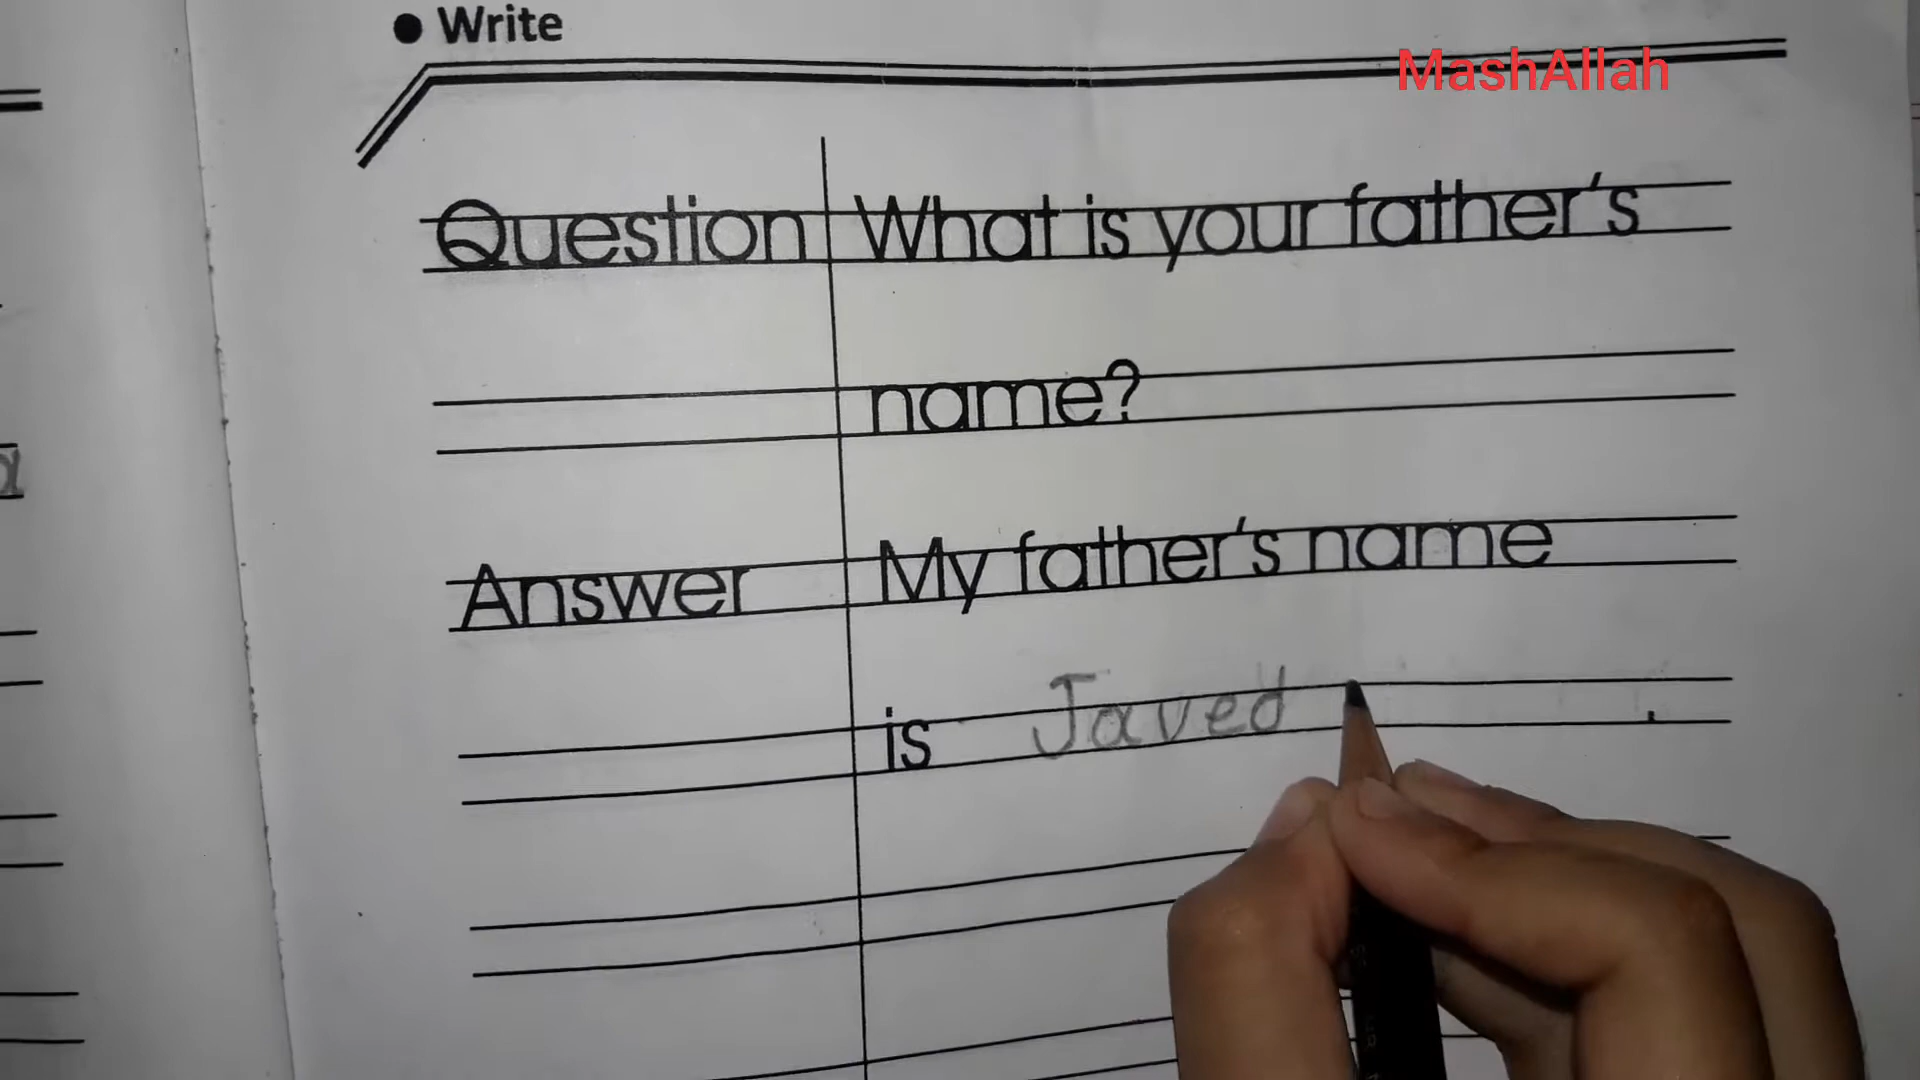 ● Write
MashAllah
Question What is your father's
name?
Answer My father's name
is Javed .